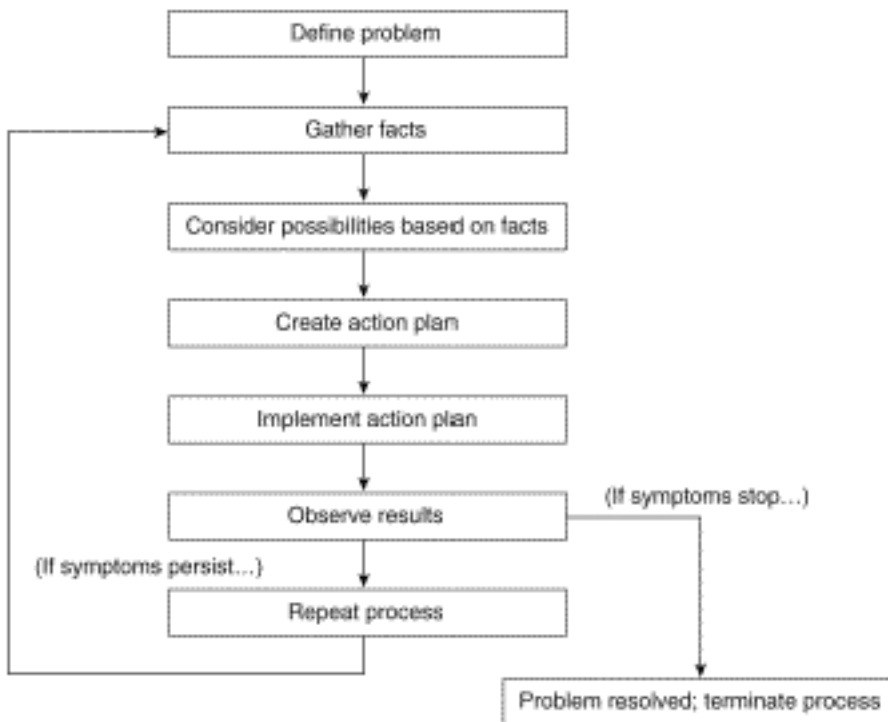 Define problem
Gather facts
Consider possibilities based on facts
Create action plan
Implement action plan
Observe results
(If symptoms stop...)
(If symptoms persist...)
Repeat process
Problem resolved; terminate process